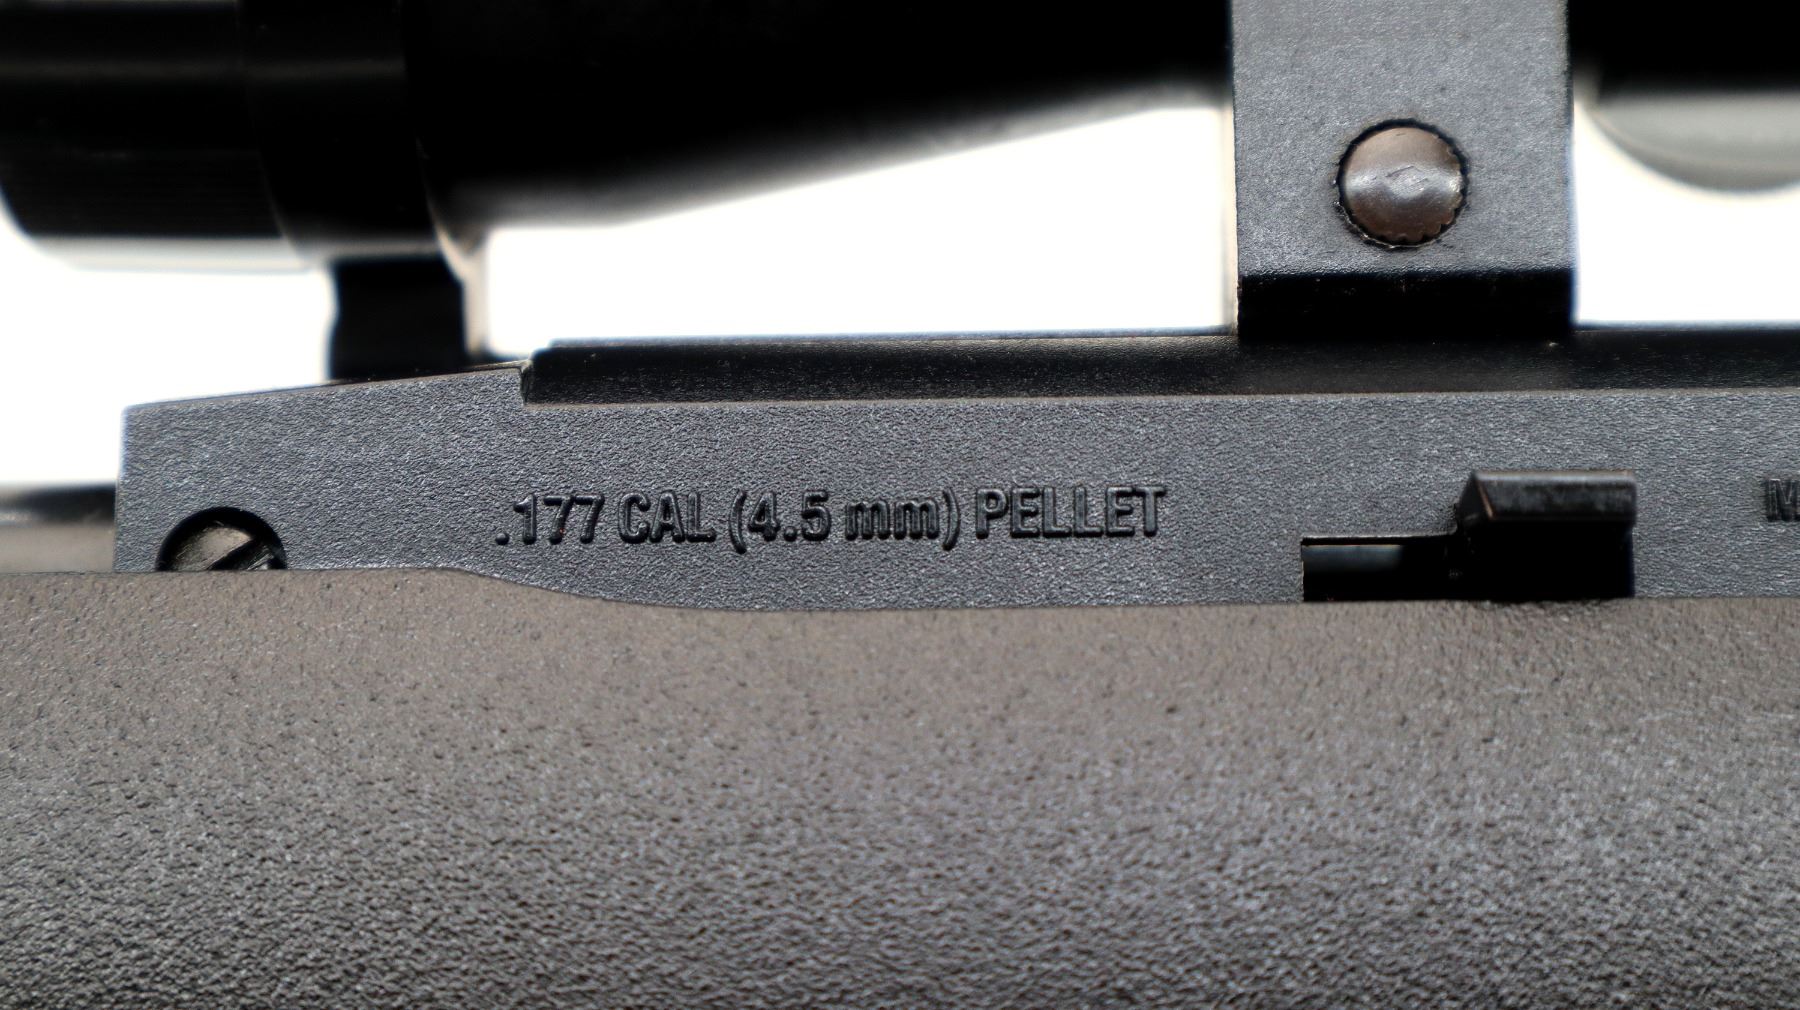 .177 CAL (4.5 mm) PELLET